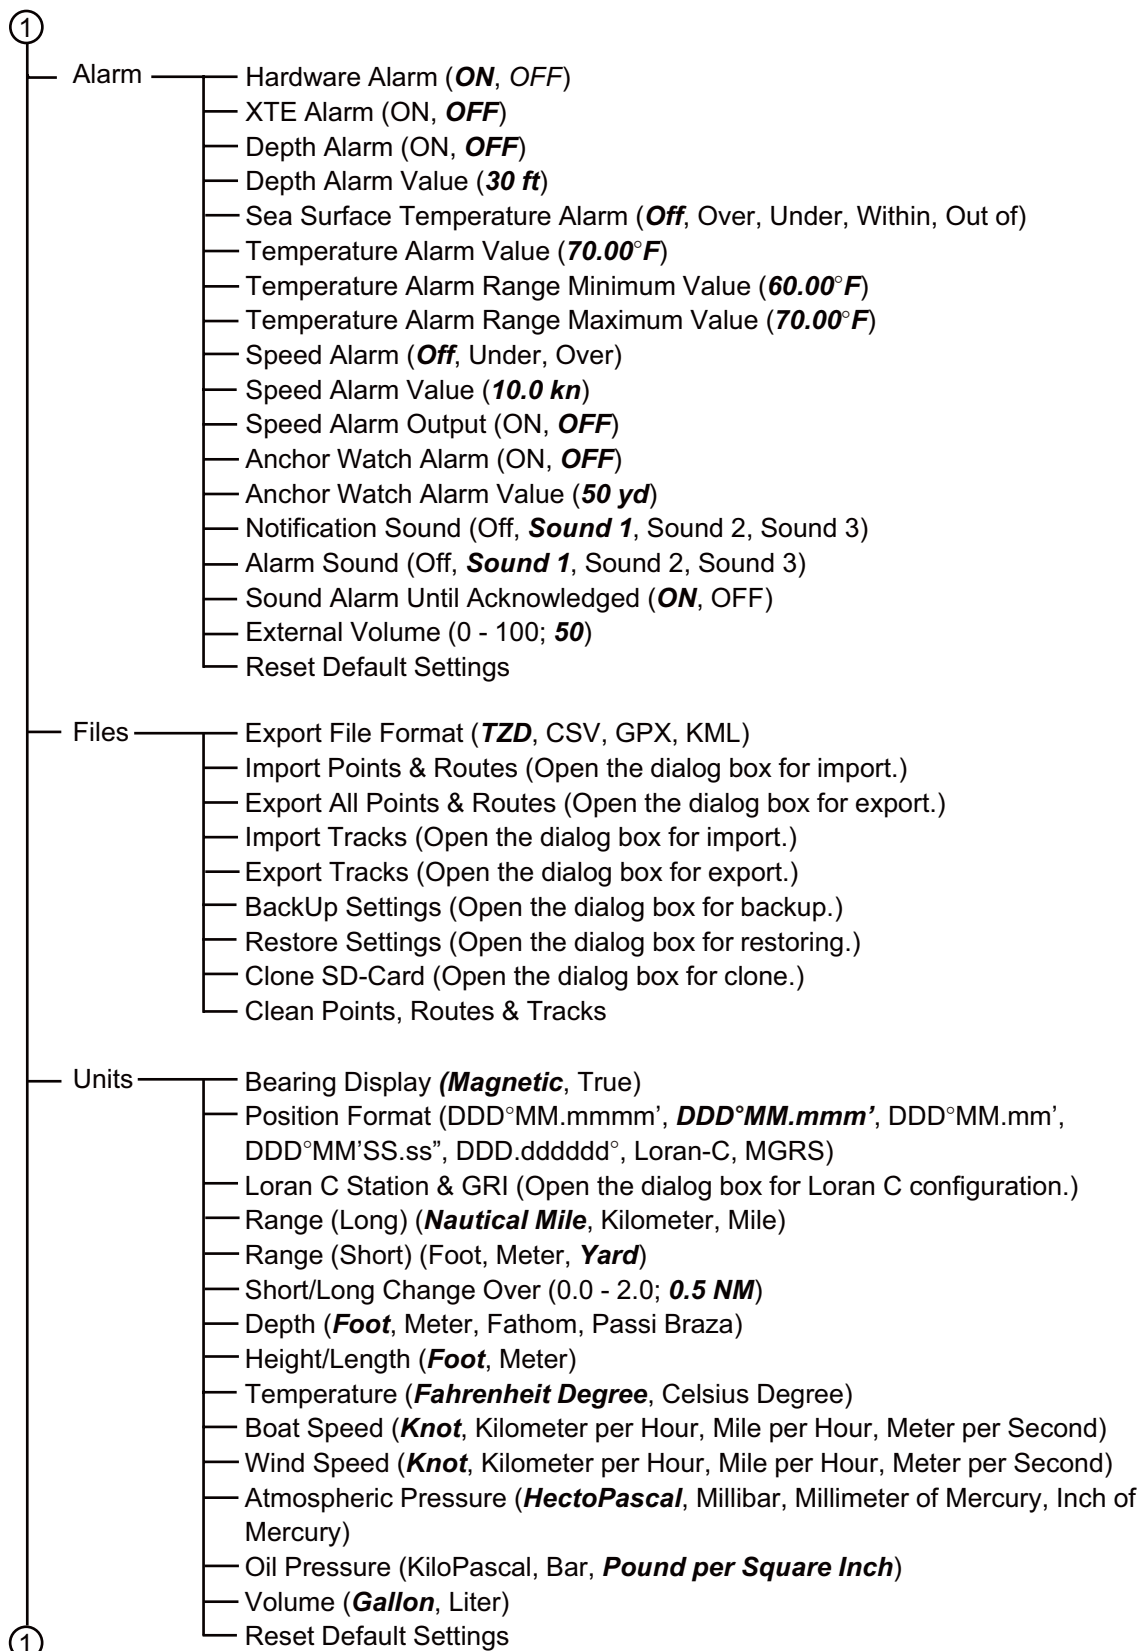 1
Alarm
Hardware Alarm (ON, OFF)
XTE Alarm (ON, OFF)
Depth Alarm (ON, OFF)
Depth Alarm Value (30 ft)
Sea Surface Temperature Alarm (Off, Over, Under, Within, Out of)
Temperature Alarm Value (70.00°F)
Temperature Alarm Range Minimum Value (60.00°F)
Temperature Alarm Range Maximum Value (70.00°F)
Speed Alarm (Off, Under, Over)
Speed Alarm Value (10.0 kn)
Speed Alarm Output (ON, OFF)
Anchor Watch Alarm (ON, OFF)
Anchor Watch Alarm Value (50 yd)
Notification Sound (Off, Sound 1, Sound 2, Sound 3)
Alarm Sound (Off, Sound 1, Sound 2, Sound 3)
Sound Alarm Until Acknowledged (ON, OFF)
External Volume (0 - 100; 50)
Reset Default Settings
Files
Export File Format (TZD, CSV, GPX, KML)
Import Points & Routes (Open the dialog box for import.)
Export All Points & Routes (Open the dialog box for export.)
Import Tracks (Open the dialog box for import.)
Export Tracks (Open the dialog box for export.)
BackUp Settings (Open the dialog box for backup.)
Restore Settings (Open the dialog box for restoring.)
Clone SD-Card (Open the dialog box for clone.)
Clean Points, Routes & Tracks
Units
Bearing Display (Magnetic, True)
Position Format (DDD°MM.mmmm’, DDD°MM.mmm’, DDD°MM.mm’,
DDD°MM’SS.ss”, DDD.dddddd°, Loran-C, MGRS)
Loran C Station & GRI (Open the dialog box for Loran C configuration.)
Range (Long) (Nautical Mile, Kilometer, Mile)
Range (Short) (Foot, Meter, Yard)
Short/Long Change Over (0.0 - 2.0; 0.5 NM)
Depth (Foot, Meter, Fathom, Passi Braza)
Height/Length (Foot, Meter)
Temperature (Fahrenheit Degree, Celsius Degree)
Boat Speed (Knot, Kilometer per Hour, Mile per Hour, Meter per Second)
Wind Speed (Knot, Kilometer per Hour, Mile per Hour, Meter per Second)
Atmospheric Pressure (HectoPascal, Millibar, Millimeter of Mercury, Inch of
Mercury)
Oil Pressure (KiloPascal, Bar, Pound per Square Inch)
Volume (Gallon, Liter)
Reset Default Settings
1